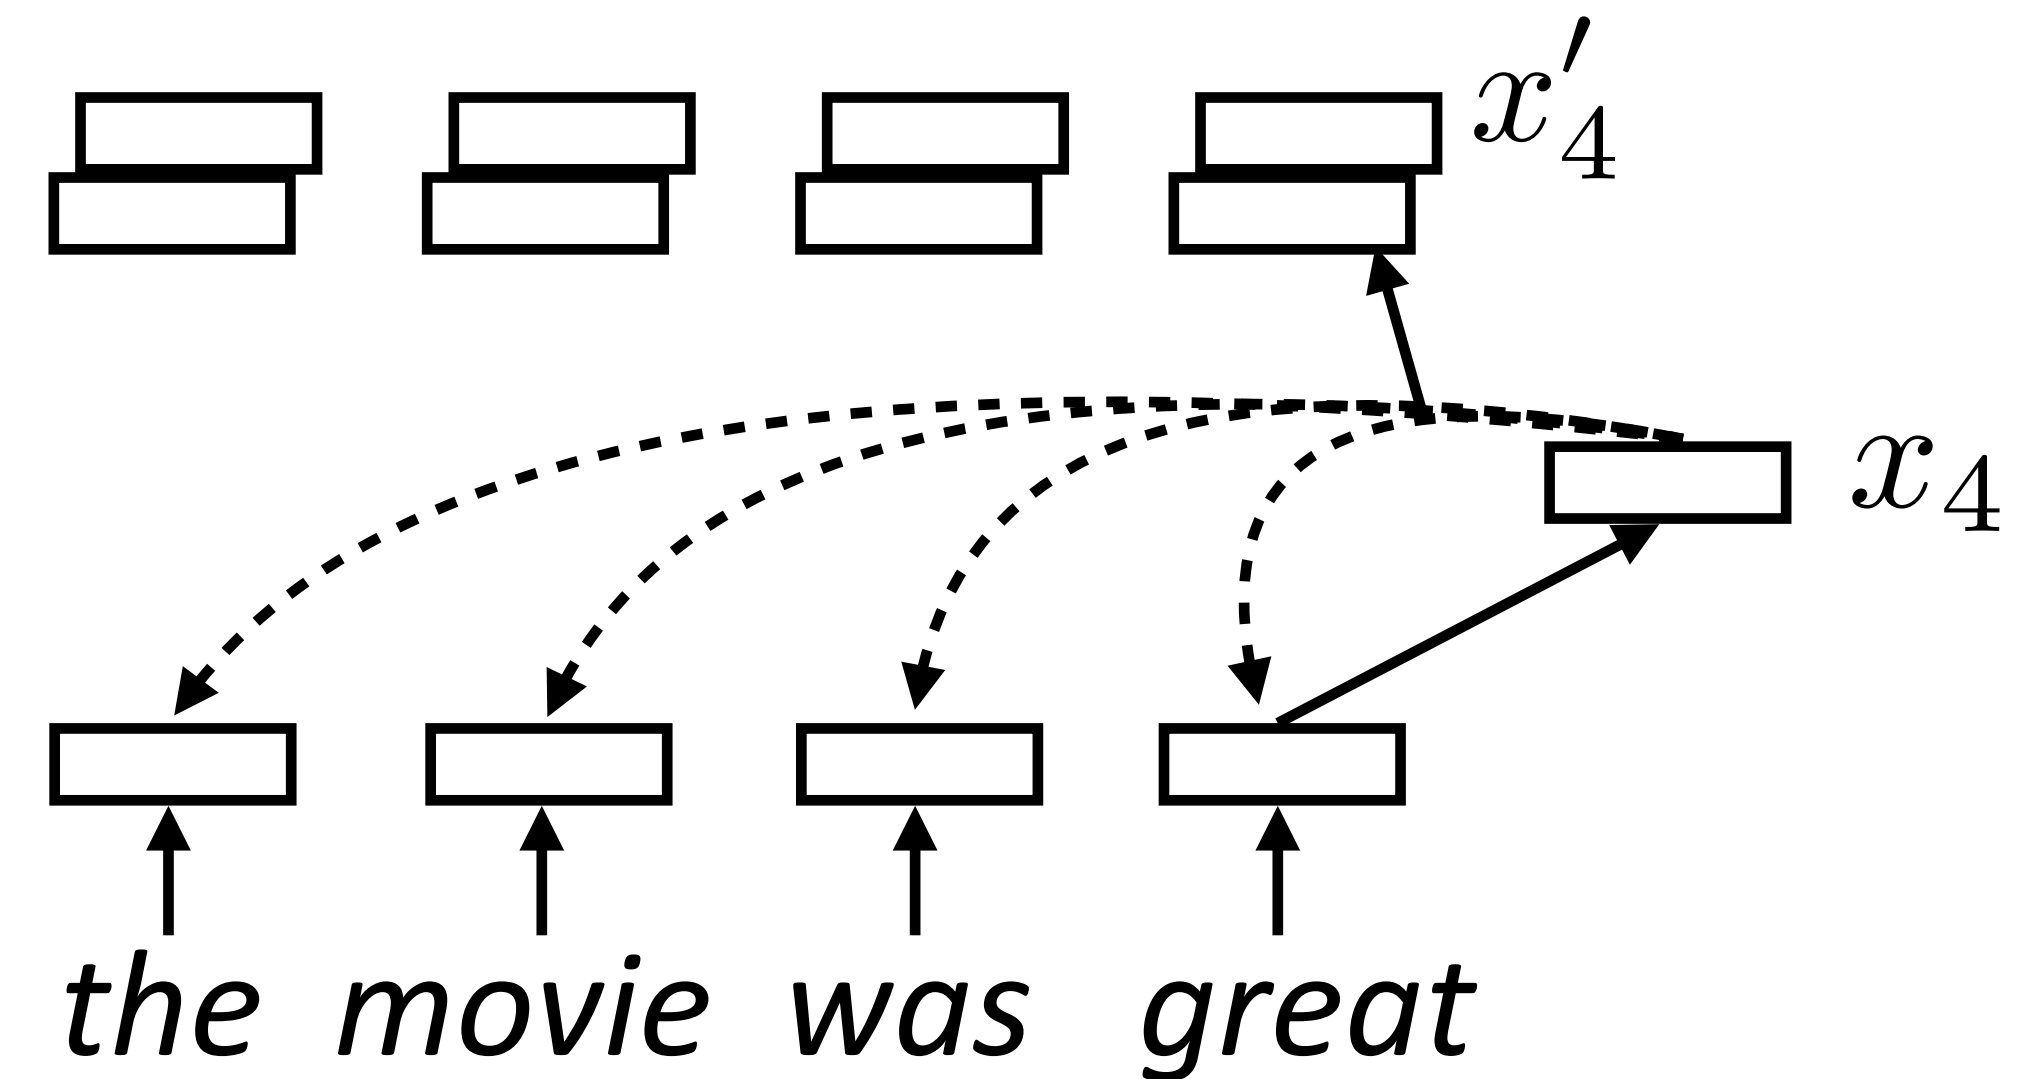 x′₄
x₄
the movie was great